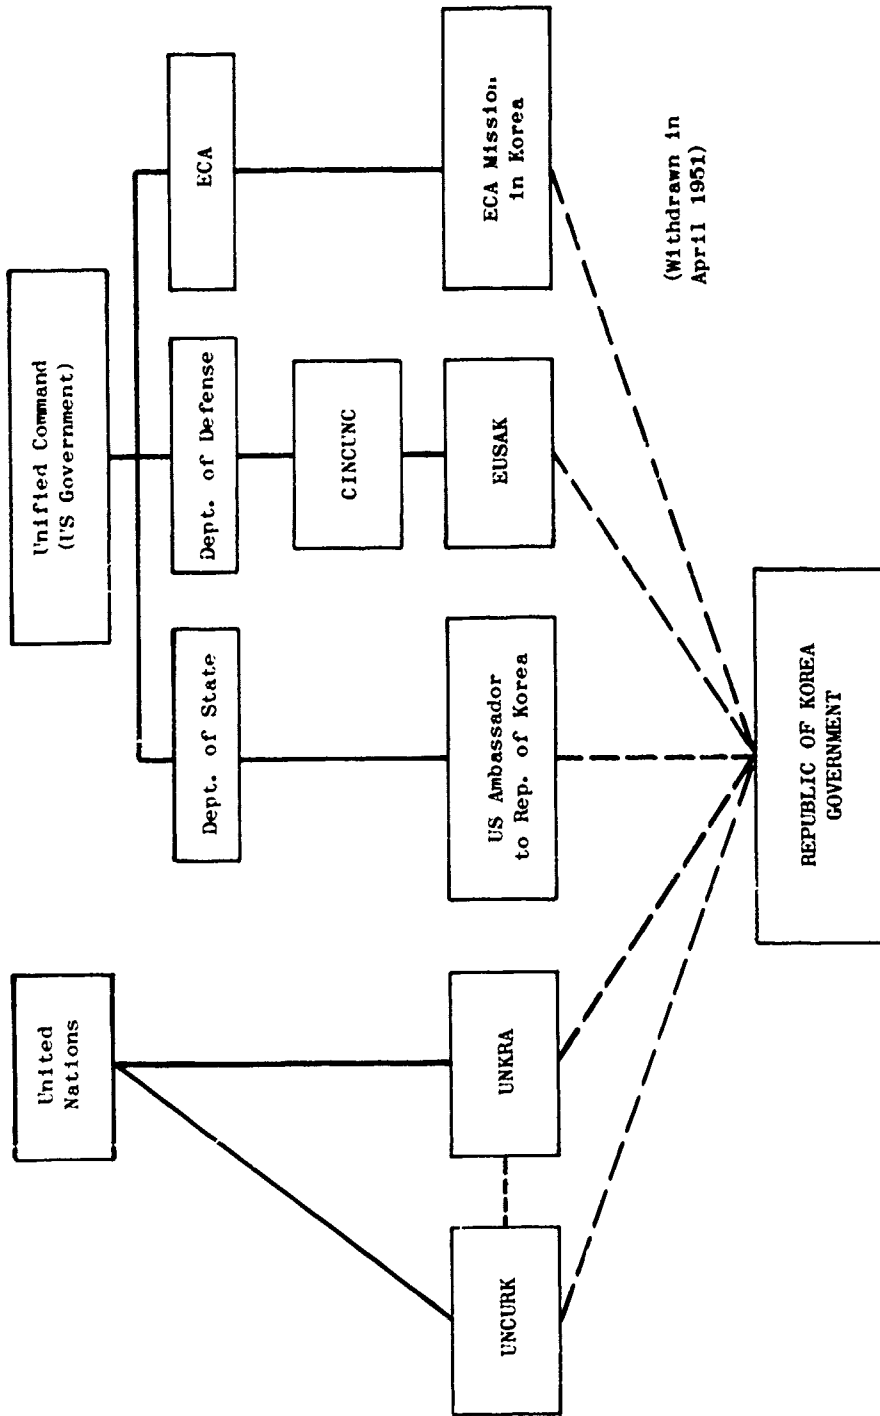 United
Nations
Unified Command
(US Government)
Dept. of State
Dept. of Defense
ECA
CINCUNC
UNCURK
UNKRA
US Ambassador
to Rep. of Korea
EUSAK
ECA Mission
in Korea
(Withdrawn in
April 1951)
REPUBLIC OF KOREA
GOVERNMENT